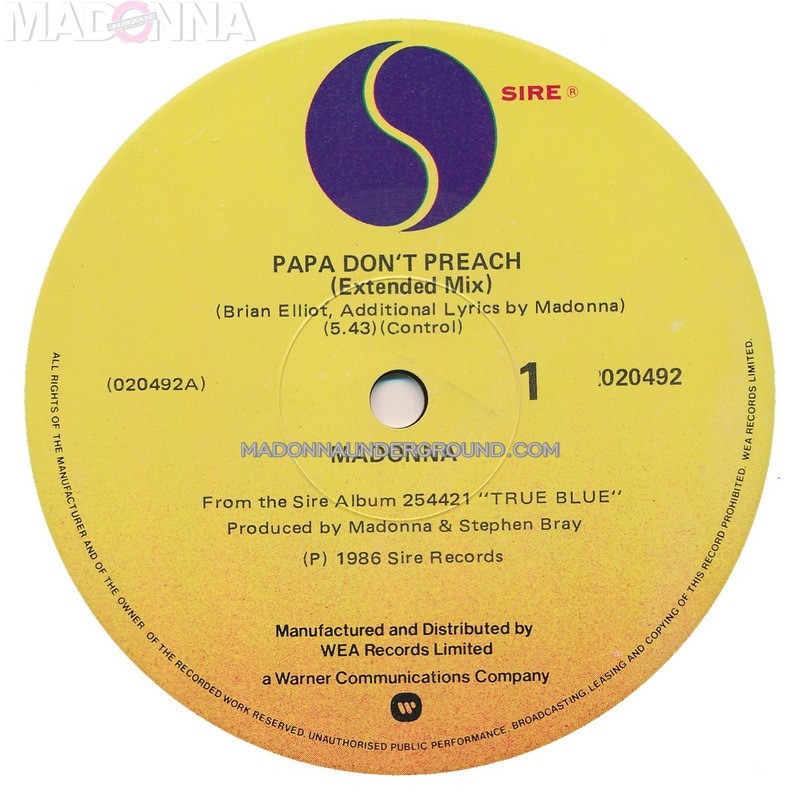 MADONNA
UNDERGROUND
SIRE ®
PAPA DON'T PREACH
(Extended Mix)
(Brian Elliot, Additional Lyrics by Madonna)
(5.43)(Control)
(020492A)
1
020492
MADONNAUNDERGROUND.COM
MADONNA
From the Sire Album 254421 "TRUE BLUE"
Produced by Madonna & Stephen Bray
(P) 1986 Sire Records
Manufactured and Distributed by
WEA Records Limited
a Warner Communications Company
ALL RIGHTS OF THE MANUFACTURER AND OF THE OWNER OF THE RECORDED WORK RESERVED. UNAUTHORISED PUBLIC PERFORMANCE, BROADCASTING, LEASING AND COPYING OF THIS RECORD PROHIBITED. WEA RECORDS LIMITED.